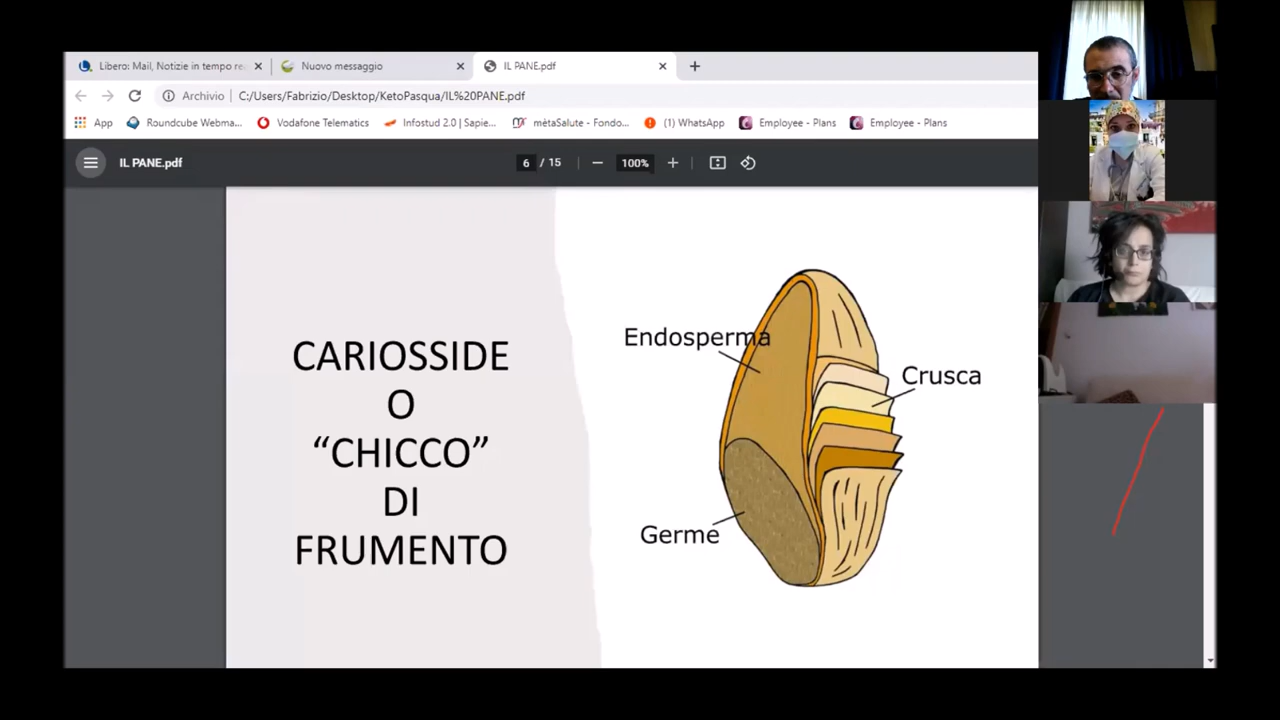 Libero: Mail, Notizie in tempo re
Nuovo messaggio
IL PANE.pdf
Archivio
C:/Users/Fabrizio/Desktop/KetoPasqua/IL%20PANE.pdf
App
Roundcube Webma...
Vodafone Telematics
Infostud 2.0 | Sapie...
mètaSalute - Fondo...
(1) WhatsApp
Employee - Plans
Employee - Plans
IL PANE.pdf
6 / 15
100%
CARIOSSIDE
O
“CHICCO”
DI
FRUMENTO
Endosperma
Crusca
Germe